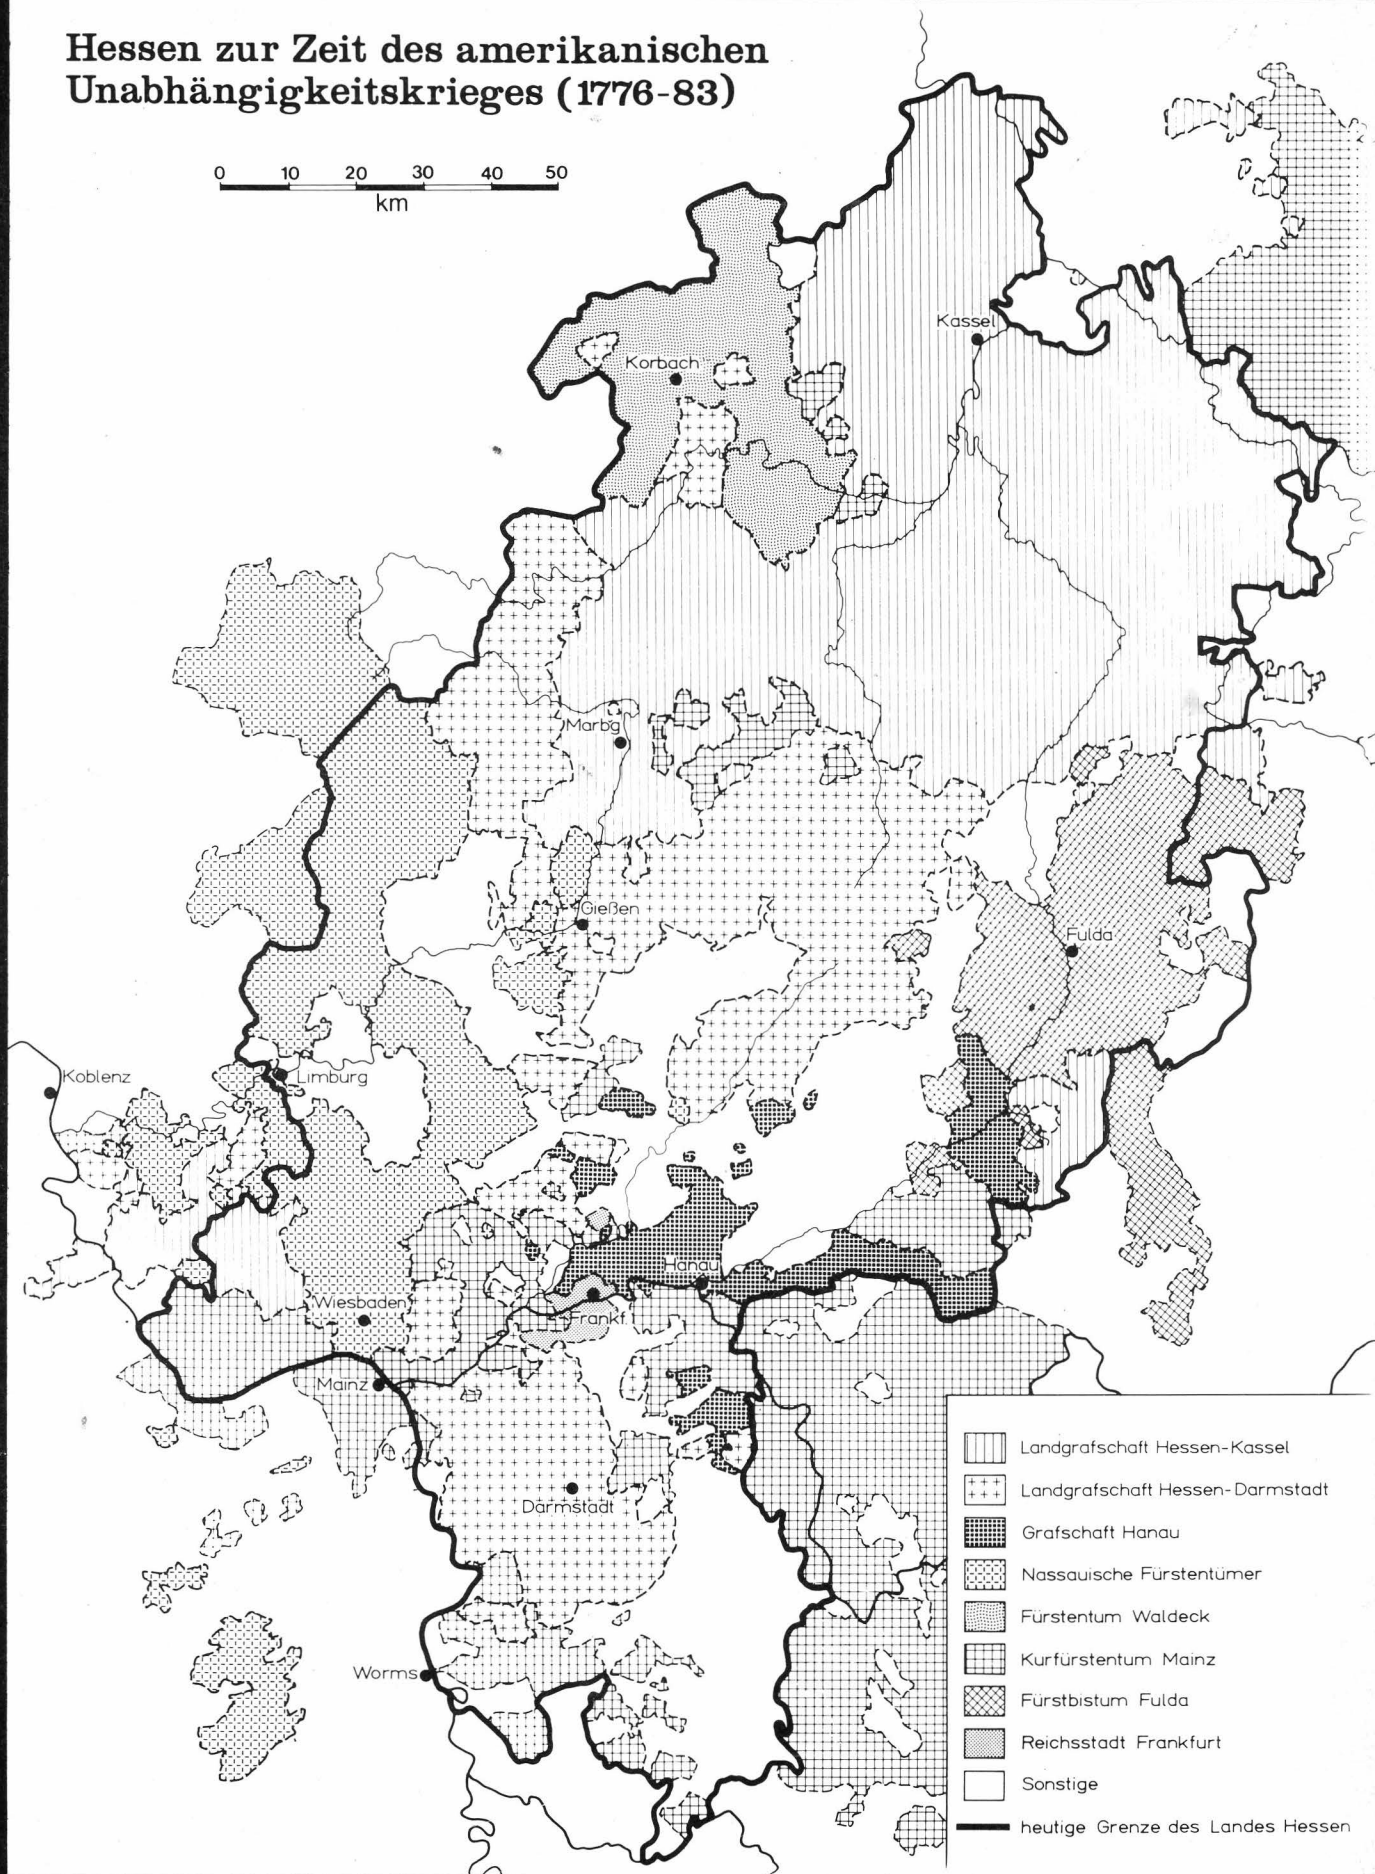 Hessen zur Zeit des amerikanischen
Unabhängigkeitskrieges (1776-83)
0 10 20 30 40 50
km
Kassel
Korbach
Marbg
Gießen
Fulda
Koblenz
Limburg
Hanau
Wiesbaden
Frankf.
Mainz
Darmstadt
Worms
Landgrafschaft Hessen-Kassel
Landgrafschaft Hessen-Darmstadt
Grafschaft Hanau
Nassauische Fürstentümer
Fürstentum Waldeck
Kurfürstentum Mainz
Fürstbistum Fulda
Reichsstadt Frankfurt
Sonstige
heutige Grenze des Landes Hessen